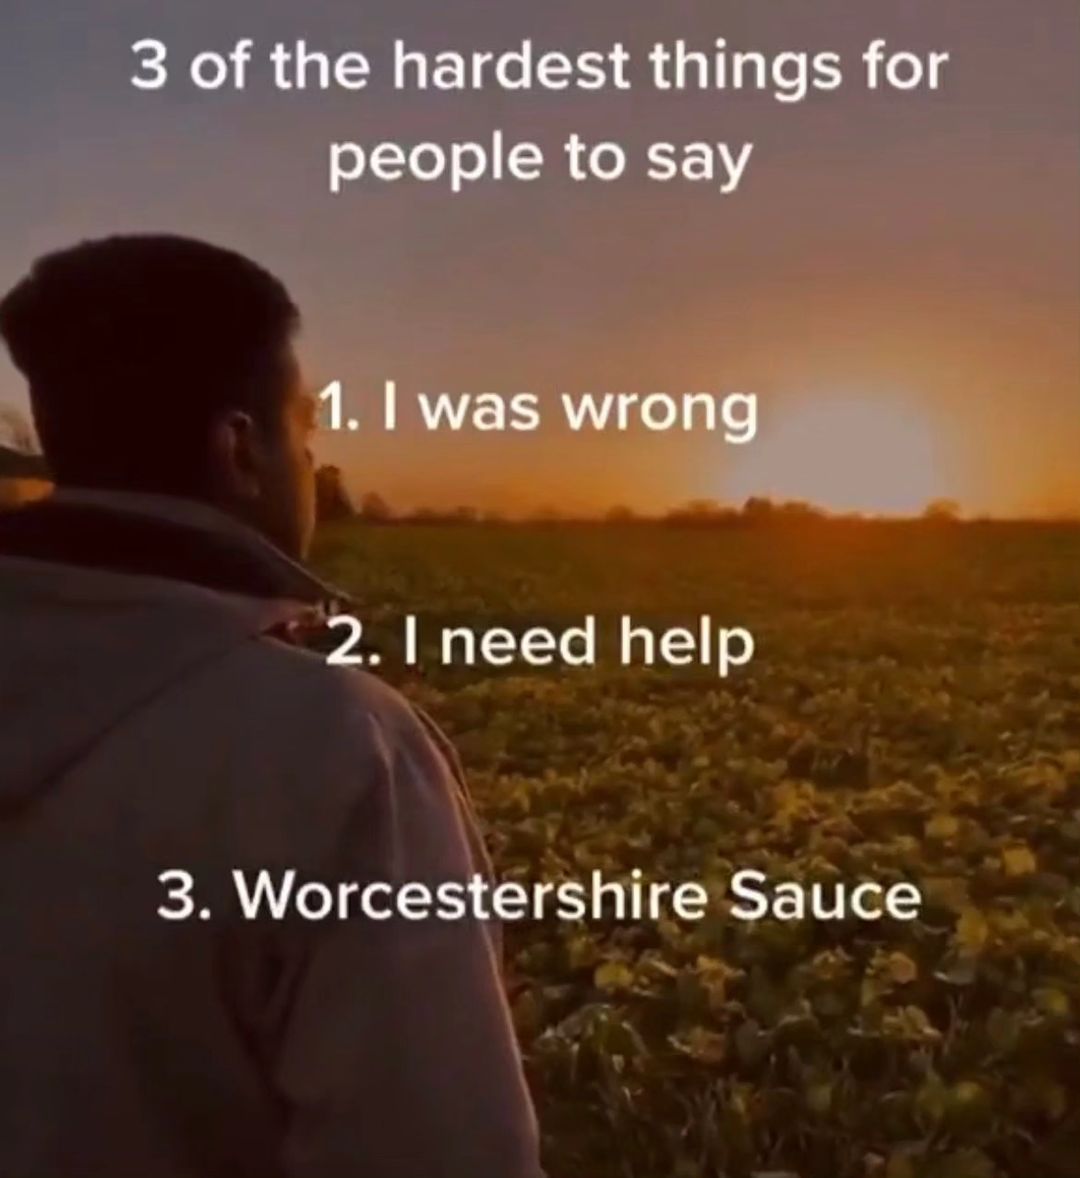 3 of the hardest things for
people to say
1. I was wrong
2. I need help
3. Worcestershire Sauce